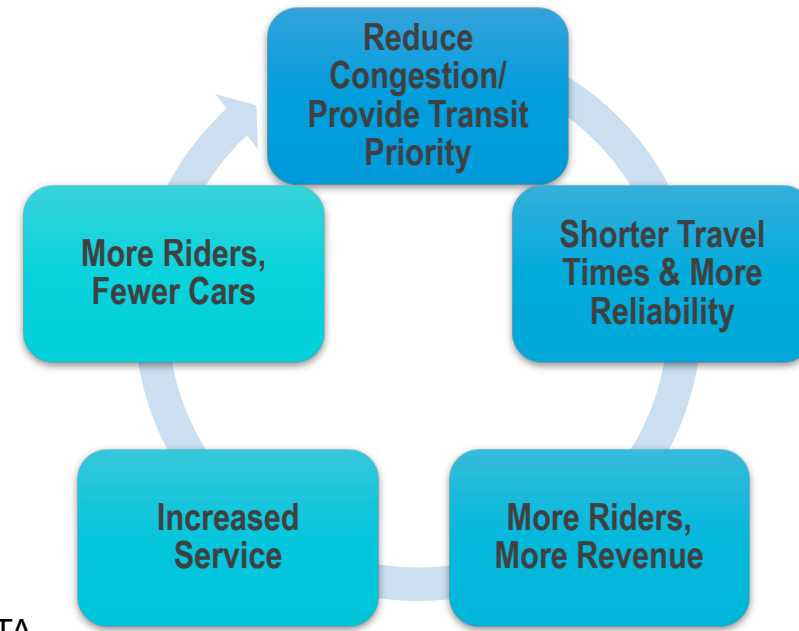 Reduce
Congestion/
Provide Transit
Priority
Shorter Travel
Times & More
Reliability
More Riders,
More Revenue
Increased
Service
More Riders,
Fewer Cars